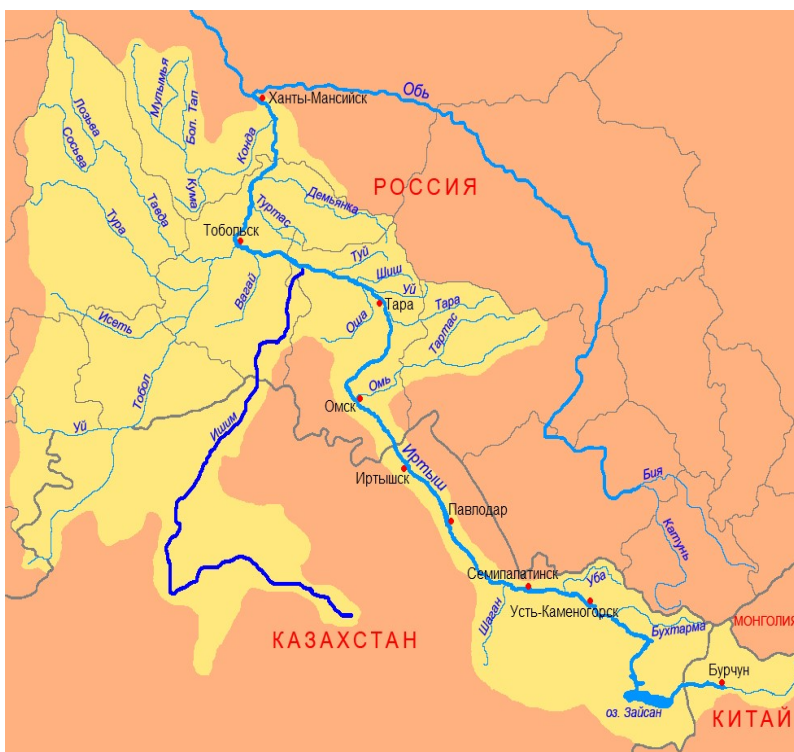 Ханты-Мансийск
Обь
Мулымья
Бол. Тап
Лозьва
Сосьва
Конда
Кума
РОССИЯ
Демьянка
Туртас
Тавда
Тура
Тобольск
Туй
Шиш
Уй
Тара
Тара
Вагай
Оша
Тартас
Исеть
Омь
Тобол
Омск
Ишим
Уй
Иртыш
Иртышск
Бия
Павлодар
Катунь
Семипалатинск
Уба
Усть-Каменогорск
Шаган
Бухтарма
МОНГОЛИЯ
КАЗАХСТАН
Бурчун
оз. Зайсан
КИТАЙ